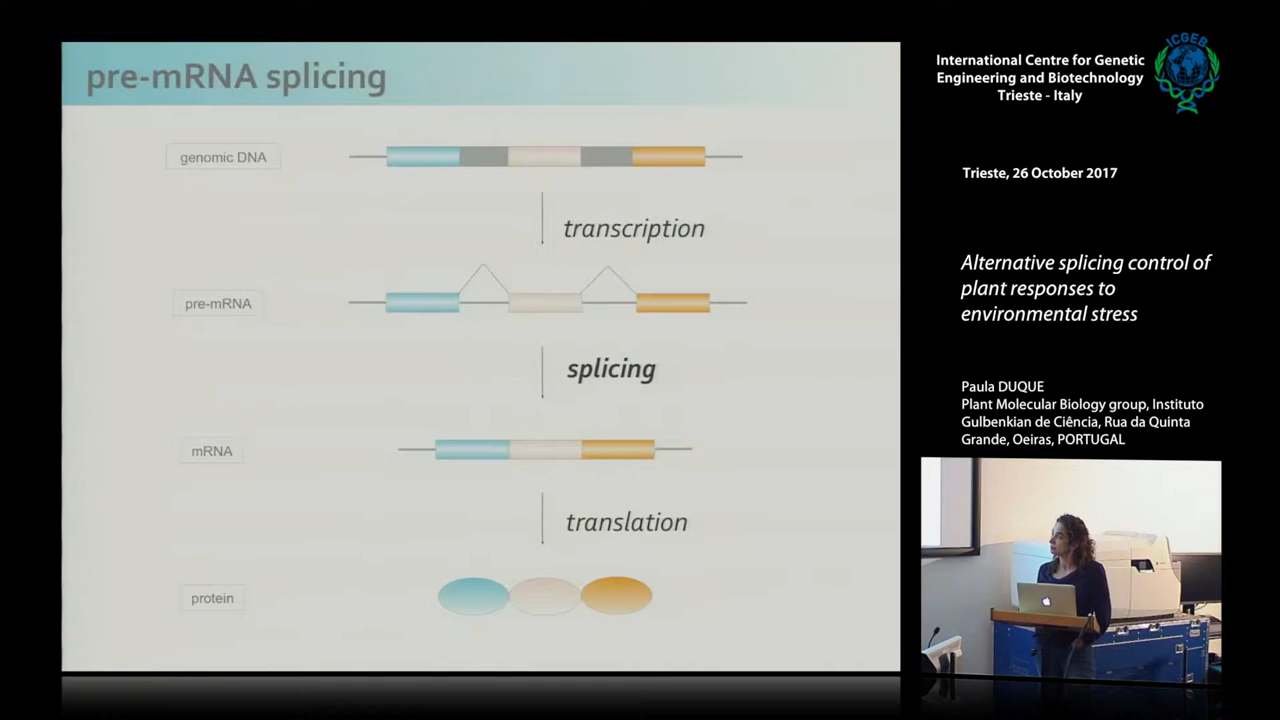 pre-mRNA splicing
genomic DNA
transcription
pre-mRNA
splicing
mRNA
translation
protein
International Centre for Genetic
Engineering and Biotechnology
Trieste - Italy
ICGEB
Trieste, 26 October 2017
Alternative splicing control of
plant responses to
environmental stress
Paula DUQUE
Plant Molecular Biology group, Instituto
Gulbenkian de Ciência, Rua da Quinta
Grande, Oeiras, PORTUGAL